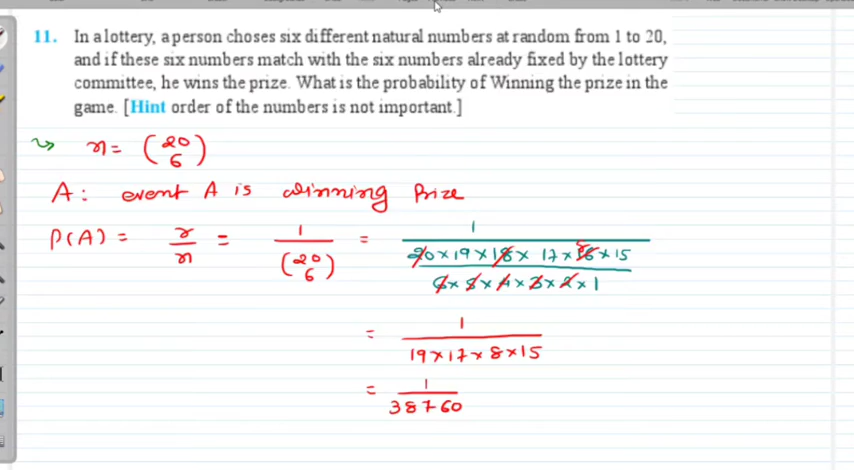 11. In a lottery, a person choses six different natural numbers at random from 1 to 20,
and if these six numbers match with the six numbers already fixed by the lottery
committee, he wins the prize. What is the probability of Winning the prize in the
game. [Hint order of the numbers is not important.]
n = (20 6)
A : event A is winning Prize
P(A) = r/n = 1/(20 6) = 1/((20 × 19 × 18 × 17 × 16 × 15)/(6 × 5 × 4 × 3 × 2 × 1))
= 1/(19 × 17 × 8 × 15)
= 1/38760